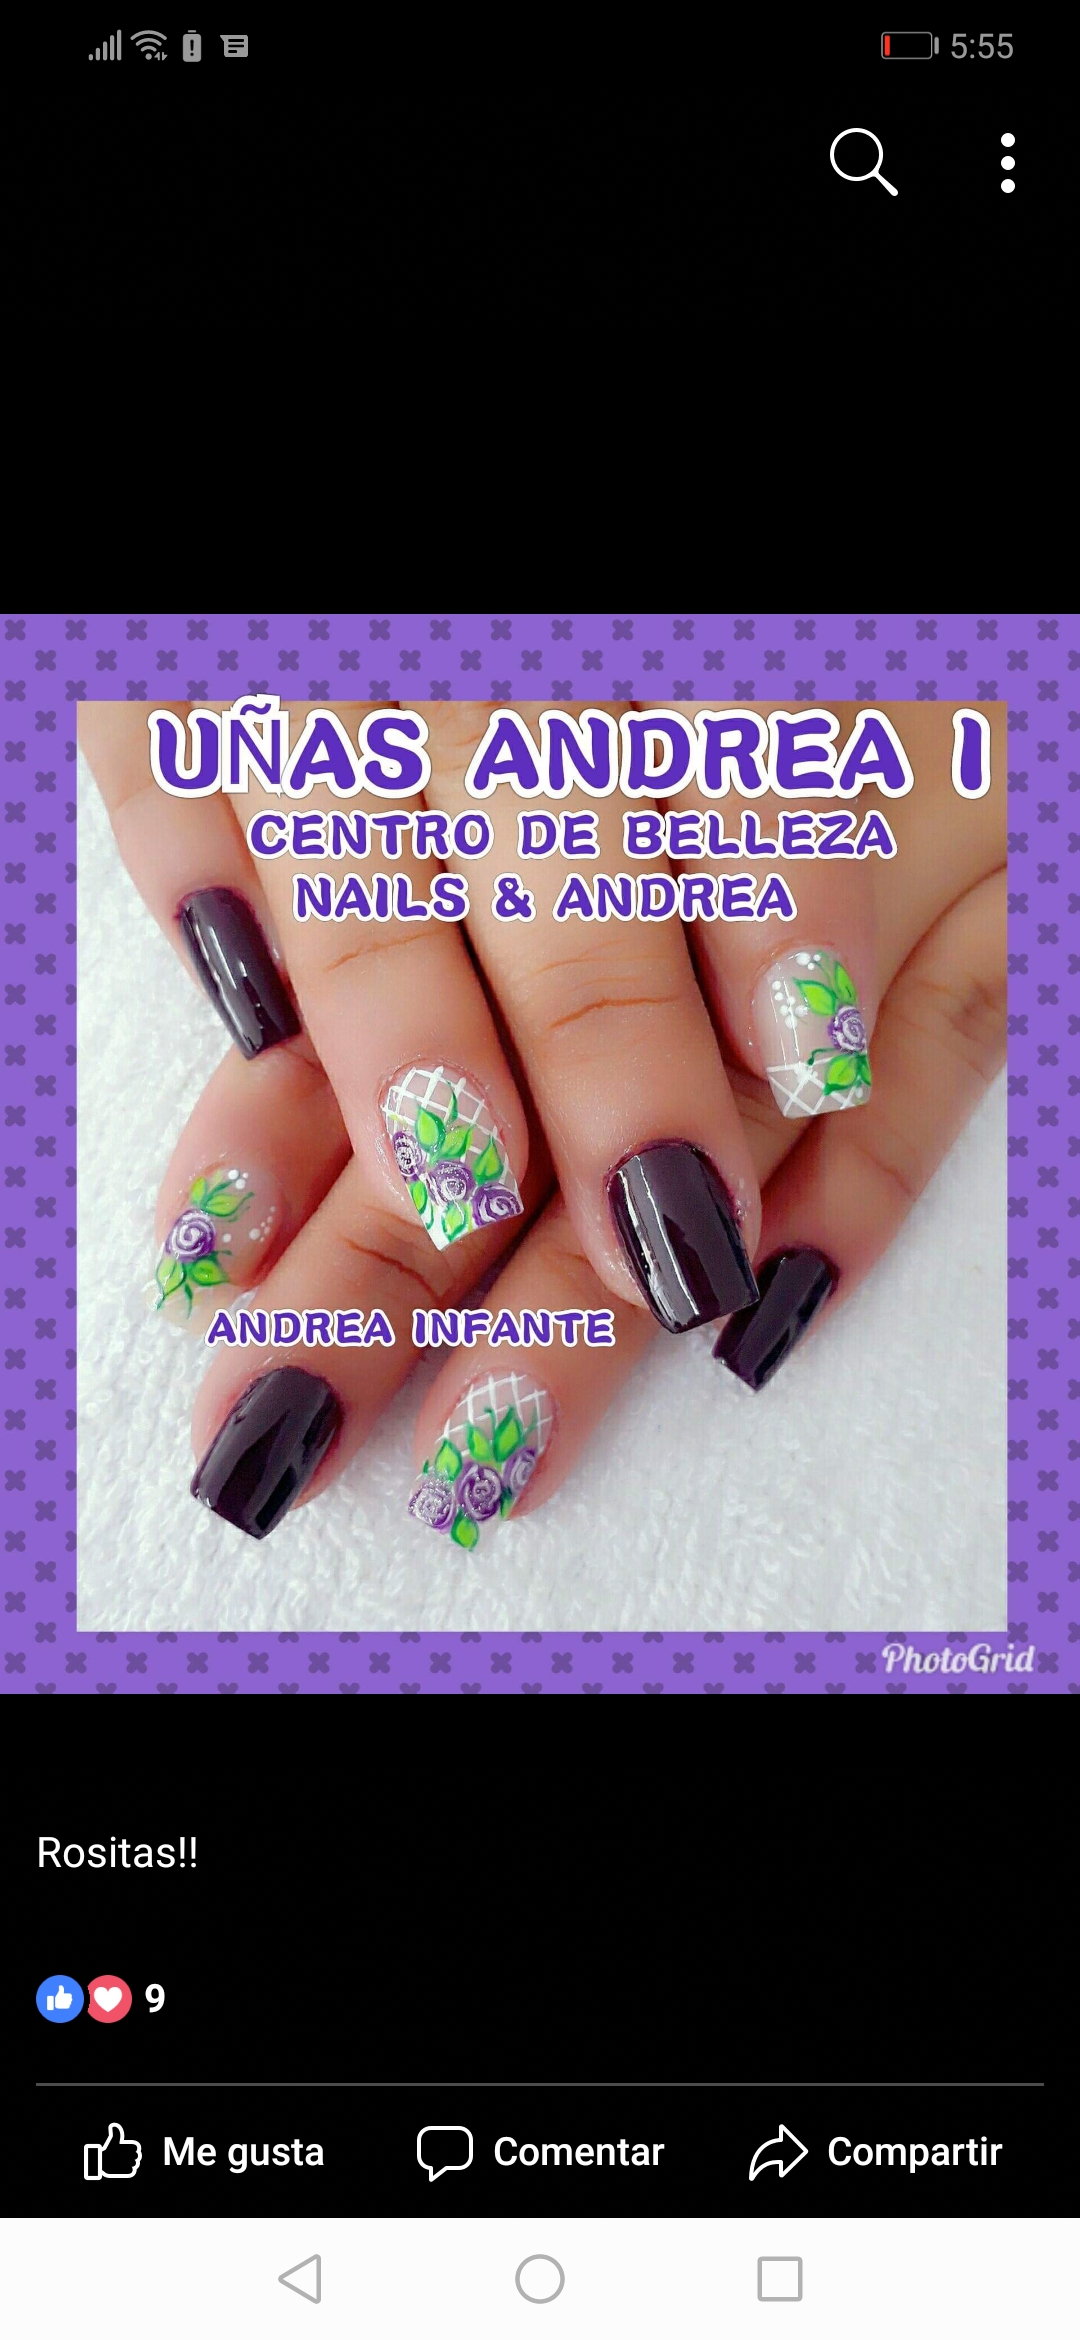 5:55
UÑAS ANDREA I
CENTRO DE BELLEZA
NAILS & ANDREA
ANDREA INFANTE
PhotoGrid
Rositas!!
9
Me gusta
Comentar
Compartir